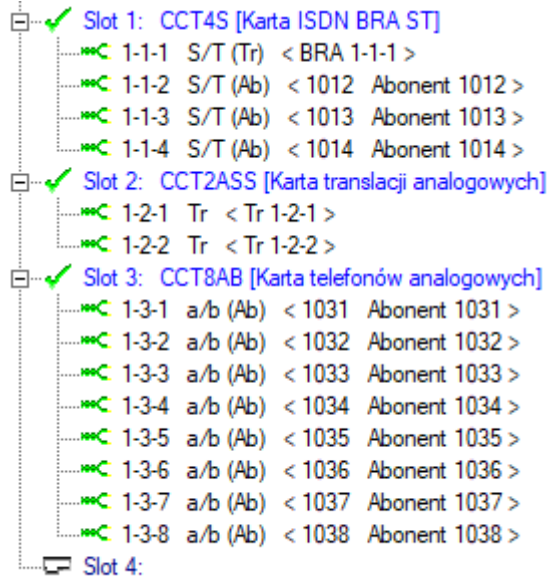 Slot 1: CCT4S [Karta ISDN BRA ST]
1-1-1 S/T (Tr) < BRA 1-1-1 >
1-1-2 S/T (Ab) < 1012 Abonent 1012 >
1-1-3 S/T (Ab) < 1013 Abonent 1013 >
1-1-4 S/T (Ab) < 1014 Abonent 1014 >
Slot 2: CCT2ASS [Karta translacji analogowych]
1-2-1 Tr < Tr 1-2-1 >
1-2-2 Tr < Tr 1-2-2 >
Slot 3: CCT8AB [Karta telefonów analogowych]
1-3-1 a/b (Ab) < 1031 Abonent 1031 >
1-3-2 a/b (Ab) < 1032 Abonent 1032 >
1-3-3 a/b (Ab) < 1033 Abonent 1033 >
1-3-4 a/b (Ab) < 1034 Abonent 1034 >
1-3-5 a/b (Ab) < 1035 Abonent 1035 >
1-3-6 a/b (Ab) < 1036 Abonent 1036 >
1-3-7 a/b (Ab) < 1037 Abonent 1037 >
1-3-8 a/b (Ab) < 1038 Abonent 1038 >
Slot 4: